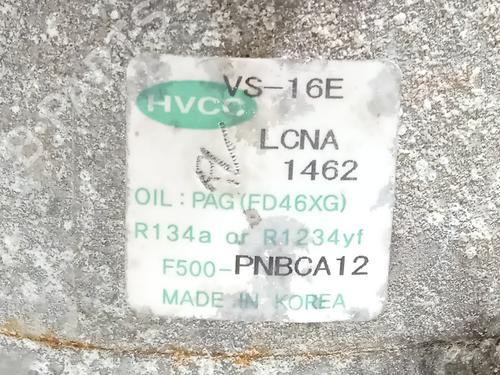 HVCC VS-16E
LCNA
1462
OIL: PAG(FD46XG)
R134a or R1234yf
F500-PNBCA12
MADE IN KOREA